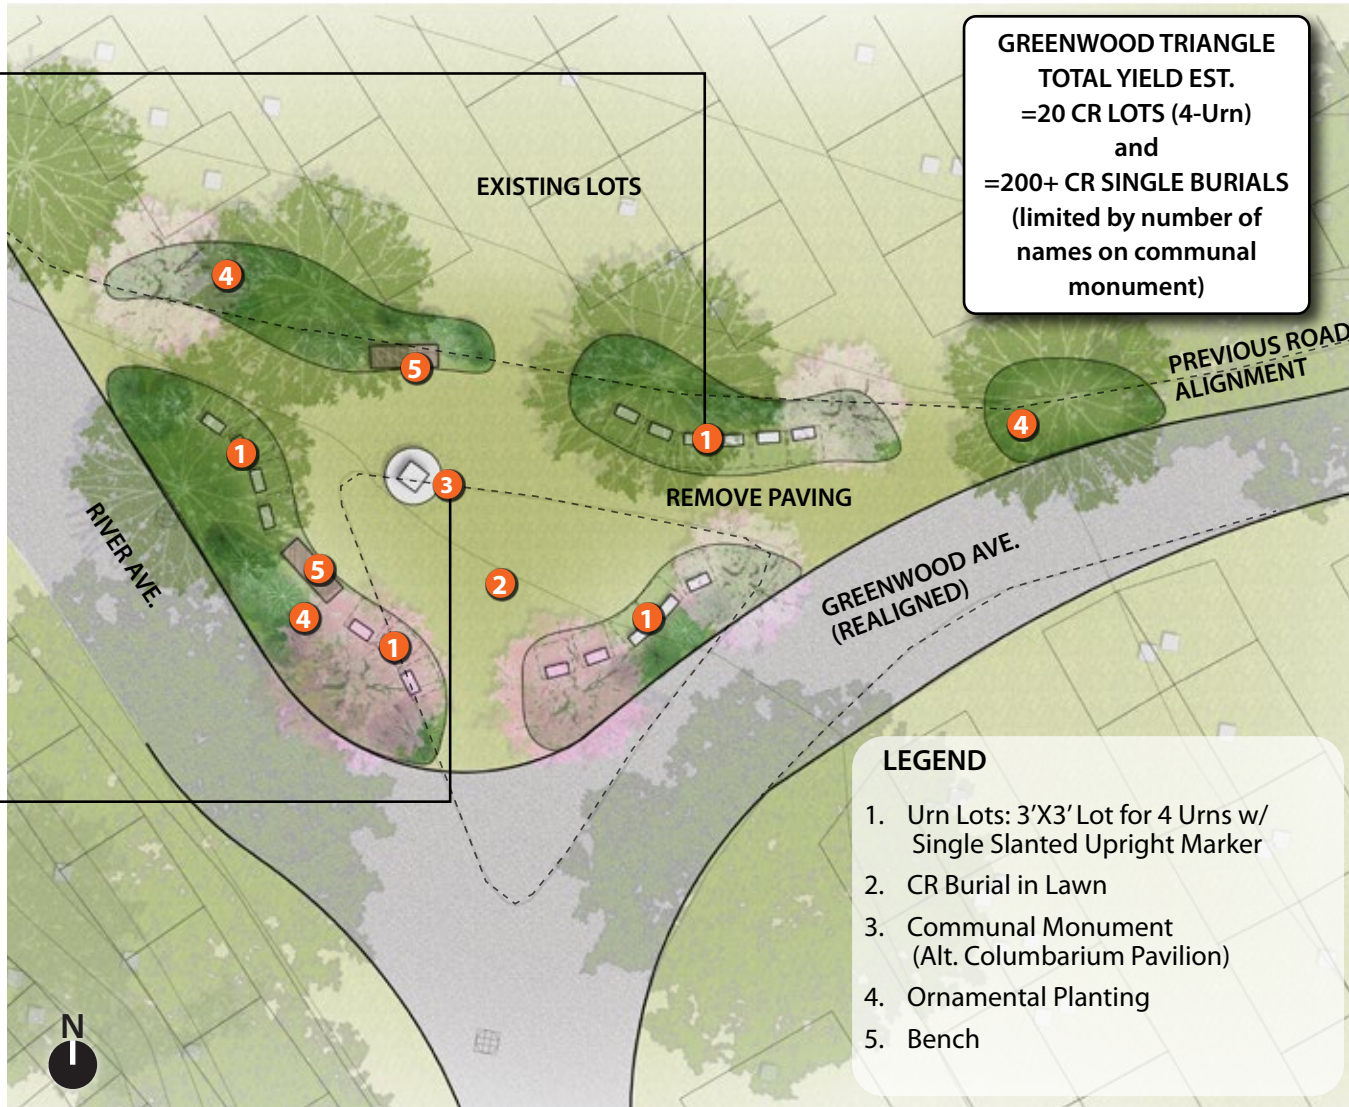 GREENWOOD TRIANGLE
TOTAL YIELD EST.
=20 CR LOTS (4-Urn)
and
=200+ CR SINGLE BURIALS
(limited by number of
names on communal
monument)
EXISTING LOTS
4
5
PREVIOUS ROAD
ALIGNMENT
4
1
1
3
REMOVE PAVING
RIVER AVE.
5
2
GREENWOOD AVE.
(REALIGNED)
4
1
1
LEGEND
1. Urn Lots: 3'X3' Lot for 4 Urns w/
Single Slanted Upright Marker
2. CR Burial in Lawn
3. Communal Monument
(Alt. Columbarium Pavilion)
4. Ornamental Planting
5. Bench
N